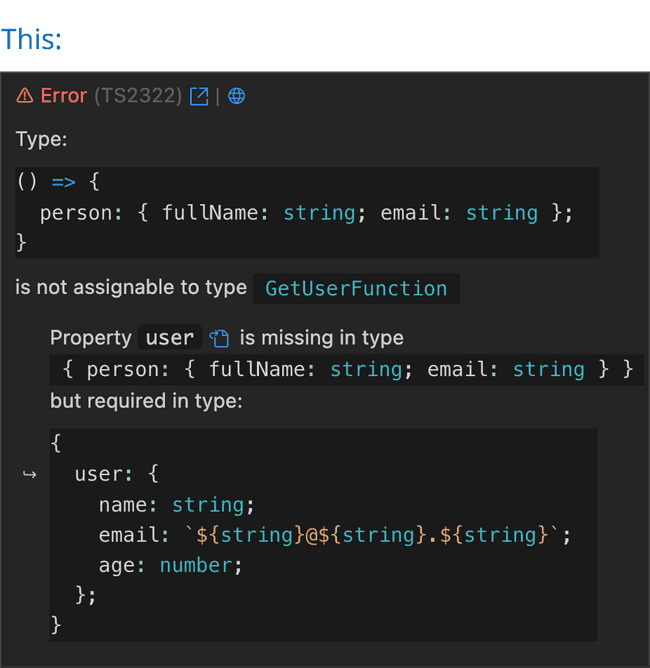 This:
Error (TS2322) |
Type:
() => {
  person: { fullName: string; email: string };
}
is not assignable to type GetUserFunction
Property user is missing in type
{ person: { fullName: string; email: string } }
but required in type:
{
  user: {
    name: string;
    email: `${string}@${string}.${string}`;
    age: number;
  };
}